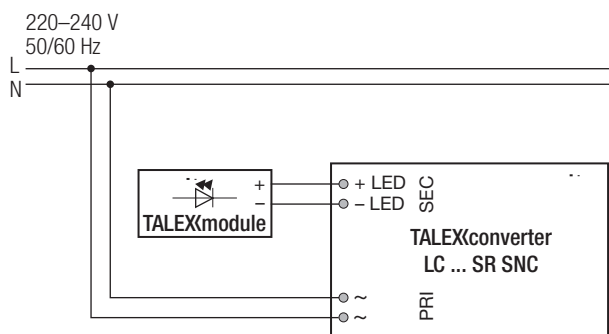 220–240 V
50/60 Hz
L
N
+
–
TALEXmodule
+ LED
– LED
SEC
TALEXconverter
LC ... SR SNC
~
~
PRI